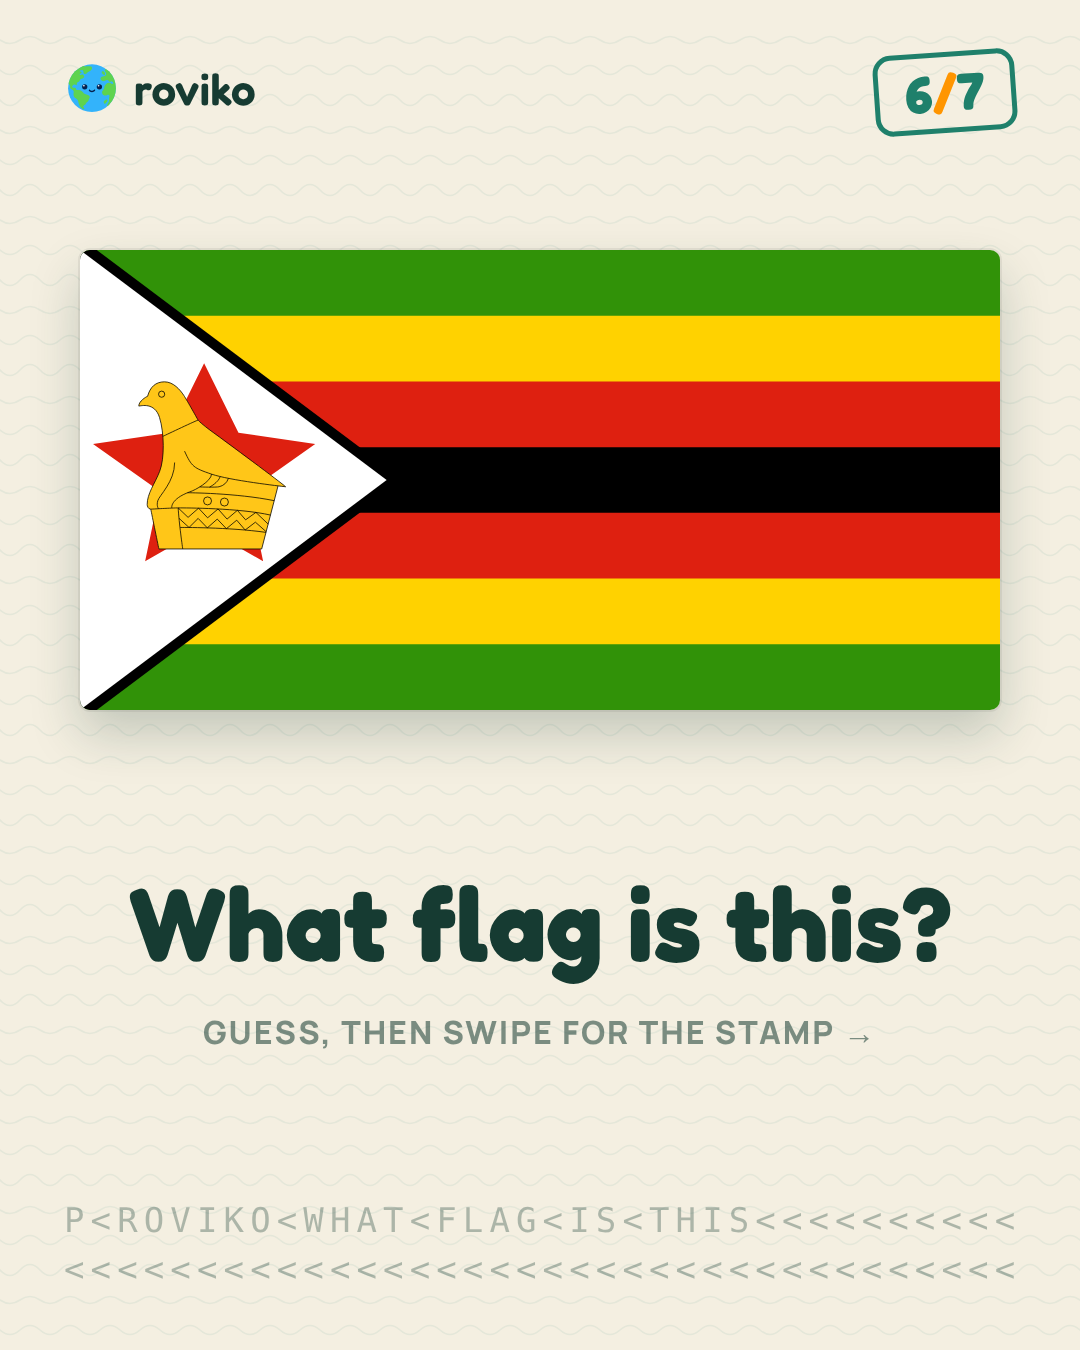 roviko
6/7
What flag is this?
GUESS, THEN SWIPE FOR THE STAMP →
P<ROVIKO<WHAT<FLAG<IS<THIS<<<<<<<<<<
<<<<<<<<<<<<<<<<<<<<<<<<<<<<<<<<<<<<